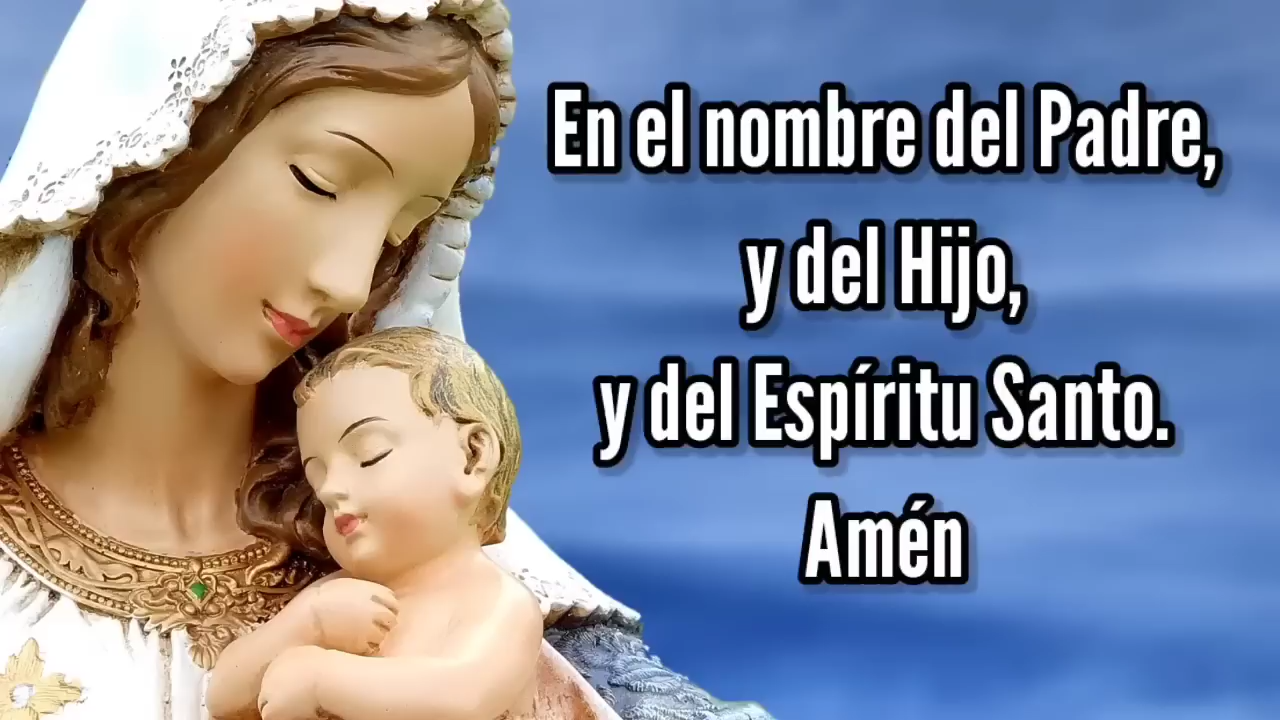 En el nombre del Padre,
y del Hijo,
y del Espíritu Santo.
Amén